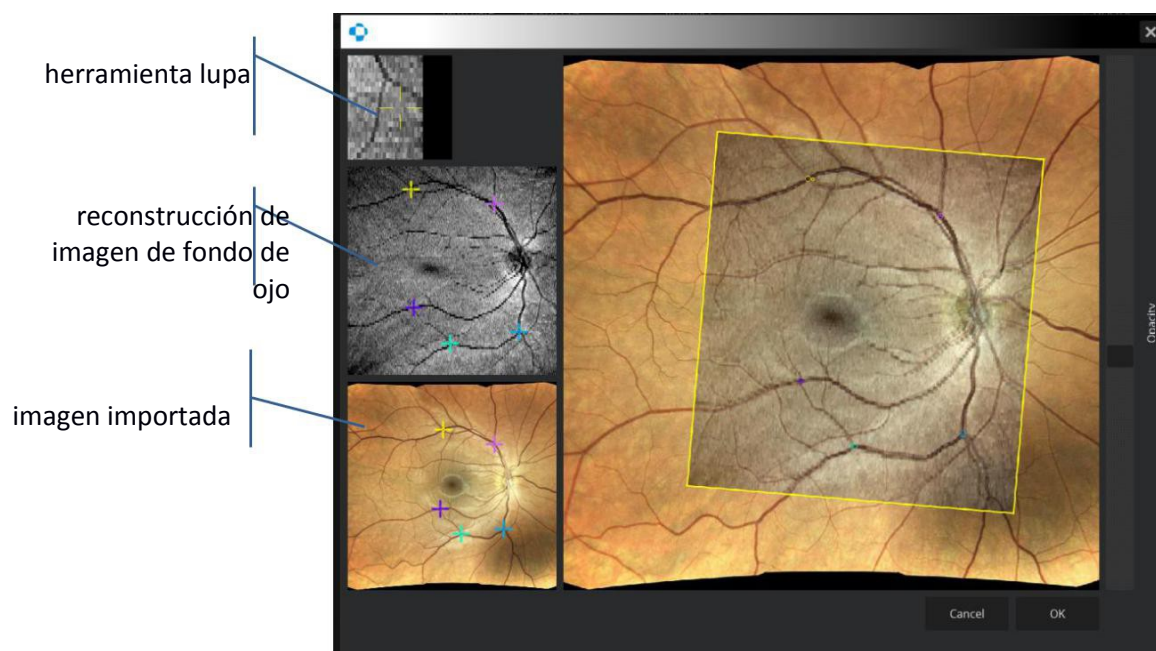 herramienta lupa
reconstrucción de
imagen de fondo de
ojo
imagen importada
Opacity
Cancel
OK